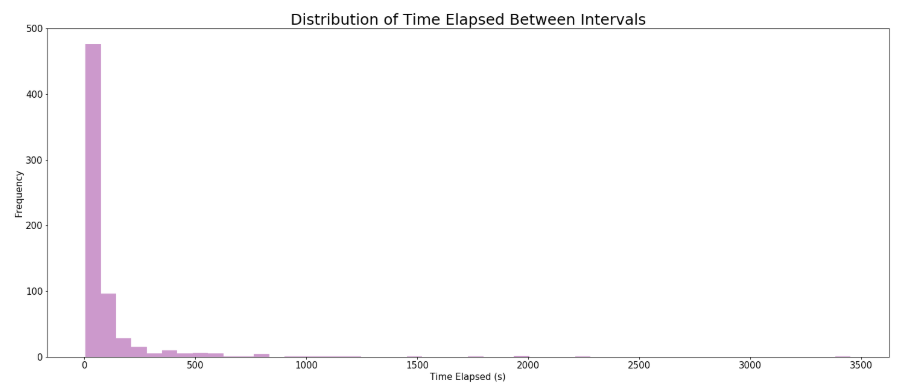 Distribution of Time Elapsed Between Intervals
500
400
300
200
100
0
Frequency
0 500 1000 1500 2000 2500 3000 3500
Time Elapsed (s)